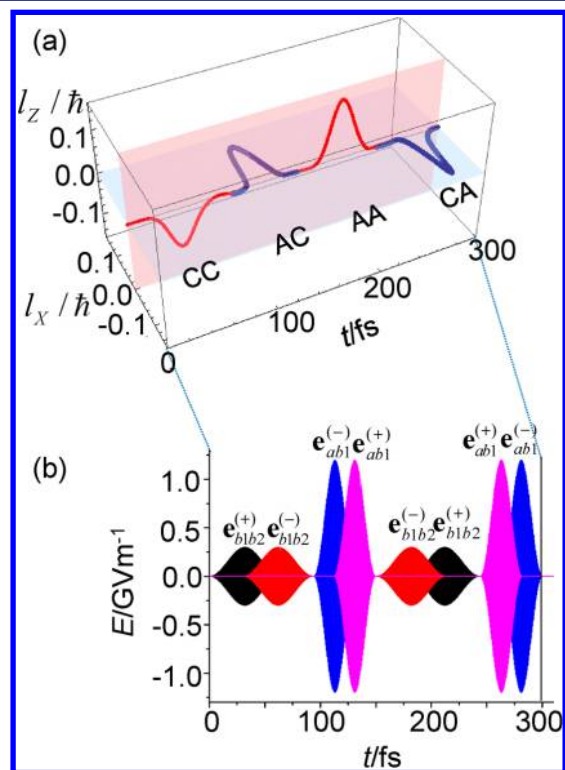 (a)
l_Z / ħ
0.1
0.0
-0.1
0.1
0.0
-0.1
l_X / ħ
CC
AC
AA
CA
0
100
200
300
t/fs
(b)
e_{ab1}^{(-)} e_{ab1}^{(+)} e_{ab1}^{(+)} e_{ab1}^{(-)}
e_{b1b2}^{(+)} e_{b1b2}^{(-)} e_{b1b2}^{(-)} e_{b1b2}^{(+)}
1.0
0.5
0.0
-0.5
-1.0
E/GVm⁻¹
0 100 200 300
t/fs